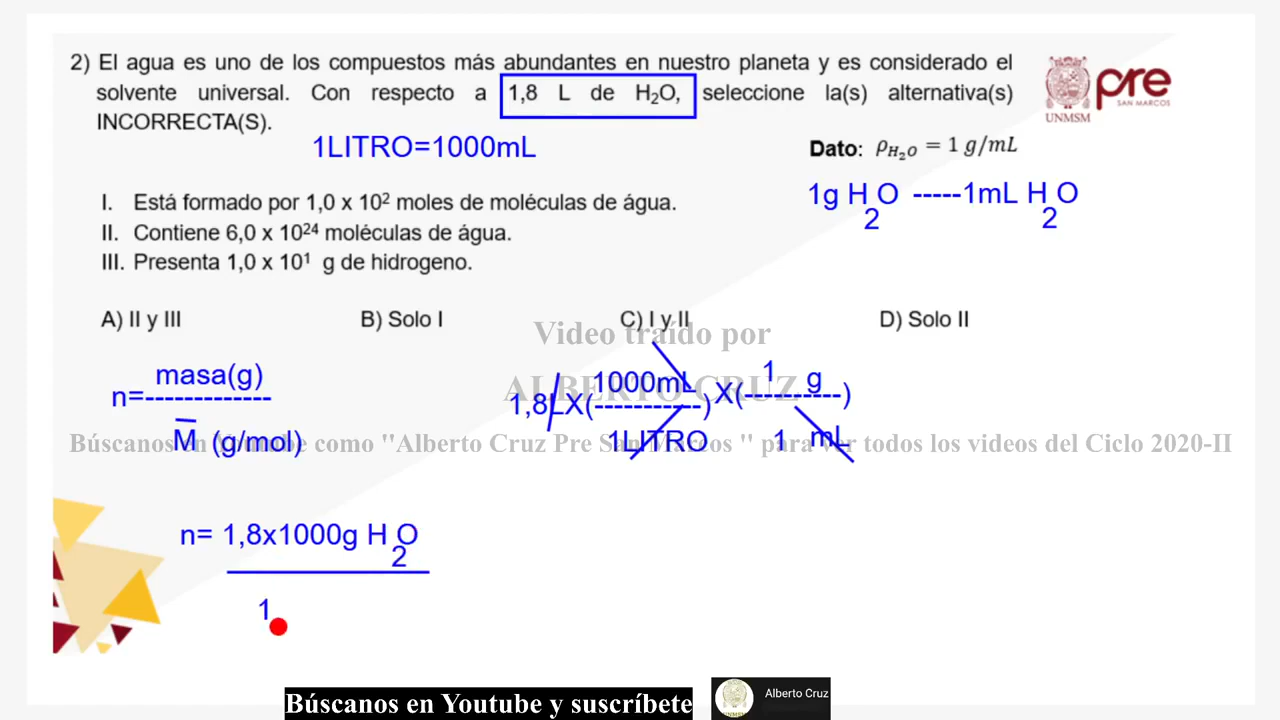 2) El agua es uno de los compuestos más abundantes en nuestro planeta y es considerado el
solvente universal. Con respecto a 1,8 L de H₂O, seleccione la(s) alternativa(s)
INCORRECTA(S).
pre
SAN MARCOS
UNMSM
1LITRO=1000mL
Dato: ρH₂O = 1 g/mL
1g H₂O -----1mL H₂O
I. Está formado por 1,0 x 10² moles de moléculas de água.
II. Contiene 6,0 x 10²⁴ moléculas de água.
III. Presenta 1,0 x 10¹ g de hidrogeno.
A) II y III B) Solo I C) I y II D) Solo II
Video traído por
ALBERTO CRUZ
Búscanos en Youtube como "Alberto Cruz Pre San Marcos " para ver todos los videos del Ciclo 2020-II
masa(g)
n=-------------
M̅ (g/mol)
1000mL 1 g
1,8LX(------------)X(-----------)
1LITRO 1 mL
n= 1,8x1000g H₂O
1
Búscanos en Youtube y suscríbete
Alberto Cruz